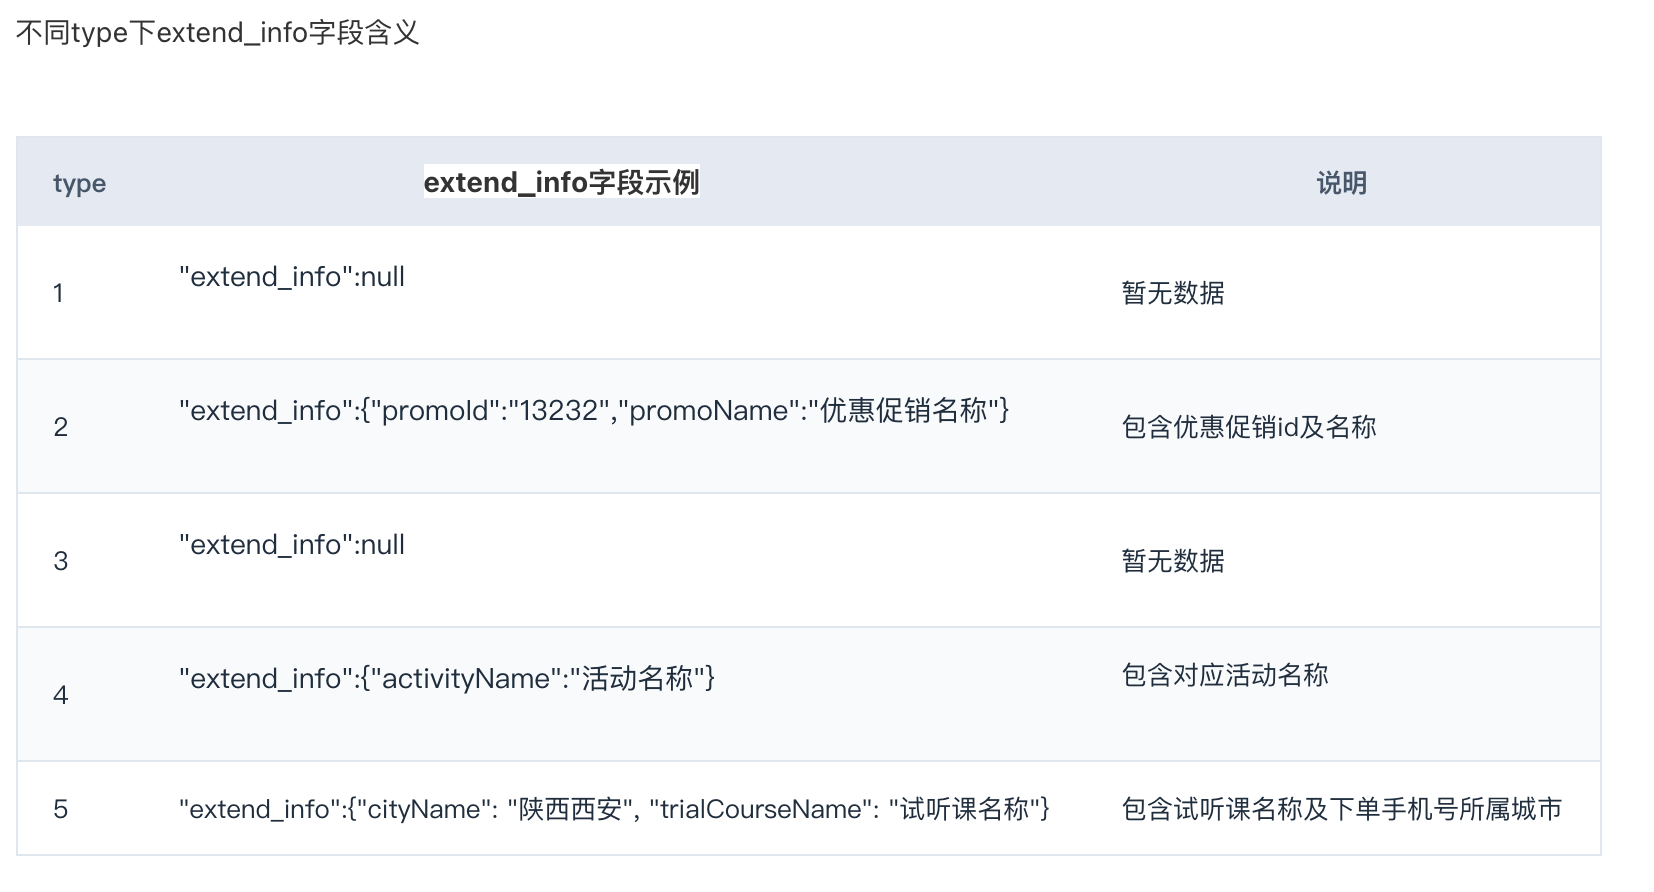 不同type下extend_info字段含义
type extend_info字段示例 说明
1 "extend_info":null 暂无数据
2 "extend_info":{"promoId":"13232","promoName":"优惠促销名称"} 包含优惠促销id及名称
3 "extend_info":null 暂无数据
4 "extend_info":{"activityName":"活动名称"} 包含对应活动名称
5 "extend_info":{"cityName": "陕西西安", "trialCourseName": "试听课名称"} 包含试听课名称及下单手机号所属城市